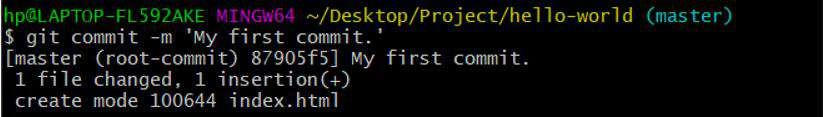 hp@LAPTOP-FL592AKE MINGW64 ~/Desktop/Project/hello-world (master)
$ git commit -m 'My first commit.'
[master (root-commit) 87905f5] My first commit.
 1 file changed, 1 insertion(+)
 create mode 100644 index.html